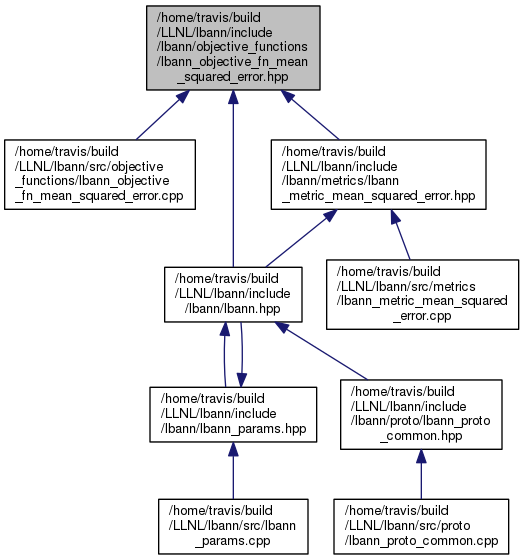 /home/travis/build
/LLNL/lbann/include
/lbann/objective_functions
/lbann_objective_fn_mean
_squared_error.hpp
/home/travis/build
/LLNL/lbann/src/objective
_functions/lbann_objective
_fn_mean_squared_error.cpp
/home/travis/build
/LLNL/lbann/include
/lbann/metrics/lbann
_metric_mean_squared_error.hpp
/home/travis/build
/LLNL/lbann/include
/lbann/lbann.hpp
/home/travis/build
/LLNL/lbann/src/metrics
/lbann_metric_mean_squared
_error.cpp
/home/travis/build
/LLNL/lbann/include
/lbann/lbann_params.hpp
/home/travis/build
/LLNL/lbann/include
/lbann/proto/lbann_proto
_common.hpp
/home/travis/build
/LLNL/lbann/src/lbann
_params.cpp
/home/travis/build
/LLNL/lbann/src/proto
/lbann_proto_common.cpp